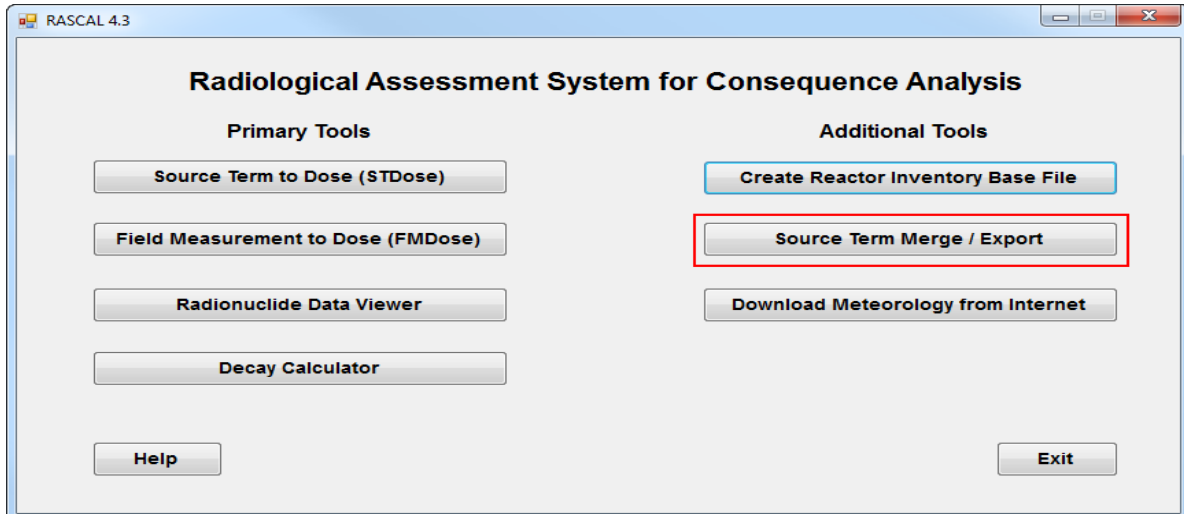 RASCAL 4.3
Radiological Assessment System for Consequence Analysis
Primary Tools
Source Term to Dose (STDose)
Field Measurement to Dose (FMDose)
Radionuclide Data Viewer
Decay Calculator
Help
Additional Tools
Create Reactor Inventory Base File
Source Term Merge / Export
Download Meteorology from Internet
Exit